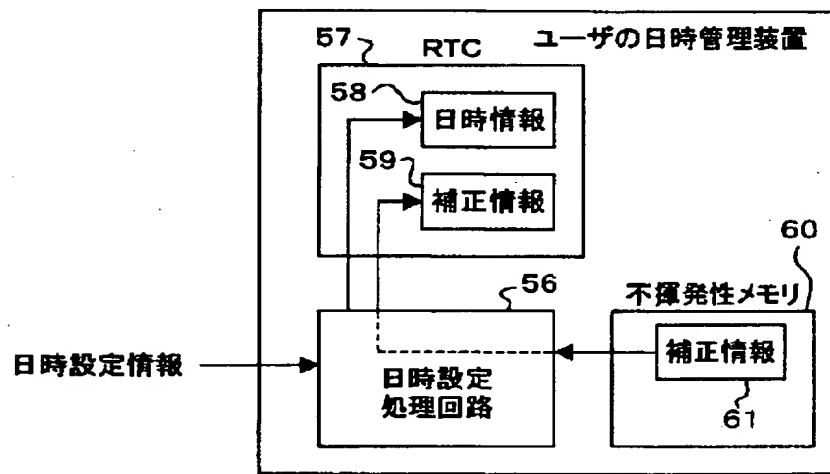 57
RTC
ユーザの日時管理装置
58
日時情報
59
補正情報
60
56
不揮発性メモリ
日時設定情報
補正情報
日時設定
処理回路
61